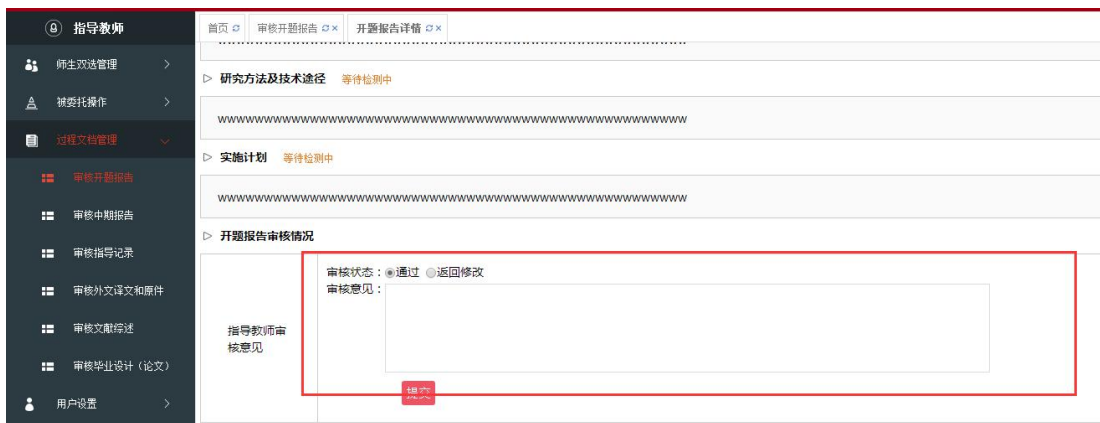 指导教师
师生双选管理
被委托操作
过程文档管理
审核开题报告
审核中期报告
审核指导记录
审核外文译文和原件
审核文献综述
审核毕业设计（论文）
用户设置
首页 审核开题报告 开题报告详情
研究方法及技术途径 等待检测中
实施计划 等待检测中
开题报告审核情况
指导教师审
核意见
审核状态：通过 返回修改
审核意见：
提交